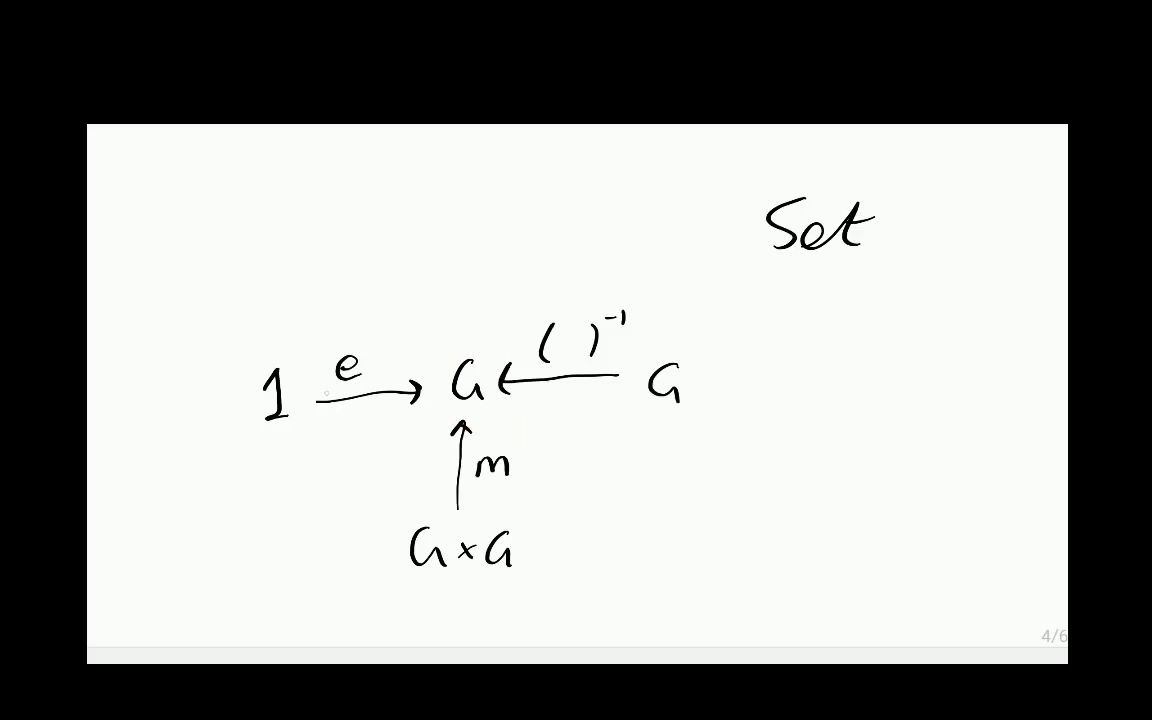 Set
1 e → G ← ( )⁻¹ G
↑ m
G × G
4/6